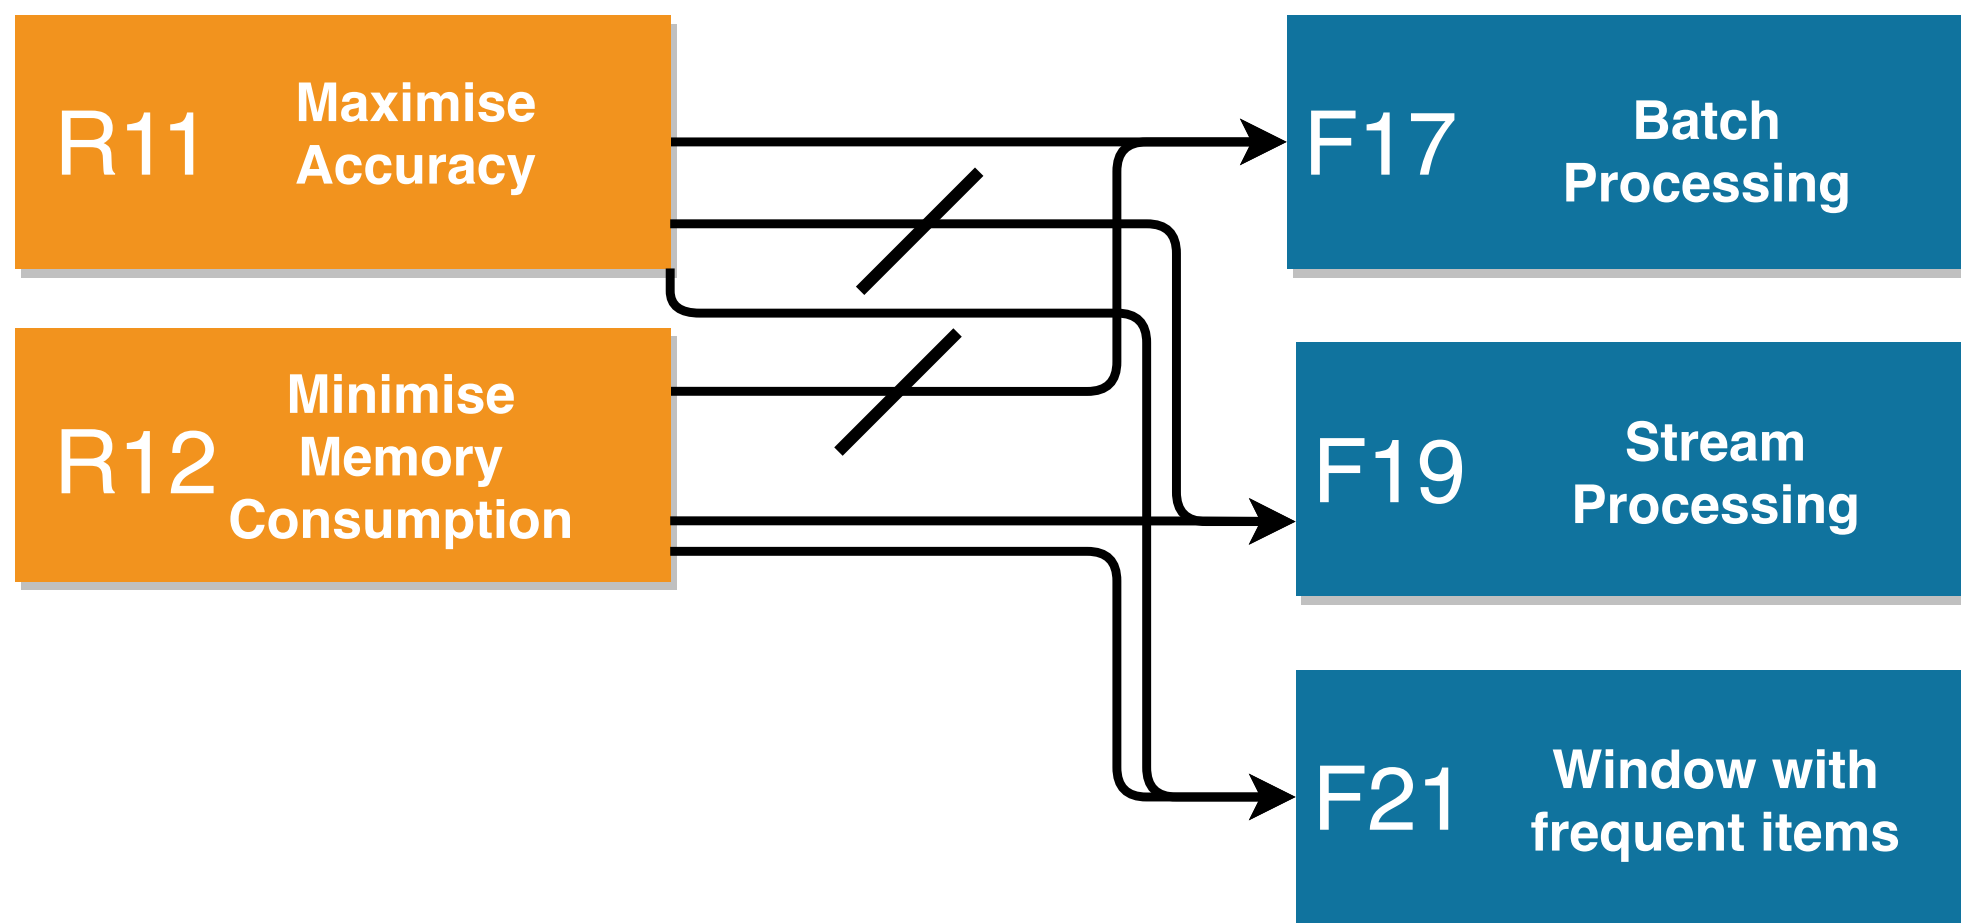 R11
Maximise
Accuracy
R12
Minimise
Memory
Consumption
F17
Batch
Processing
F19
Stream
Processing
F21
Window with
frequent items